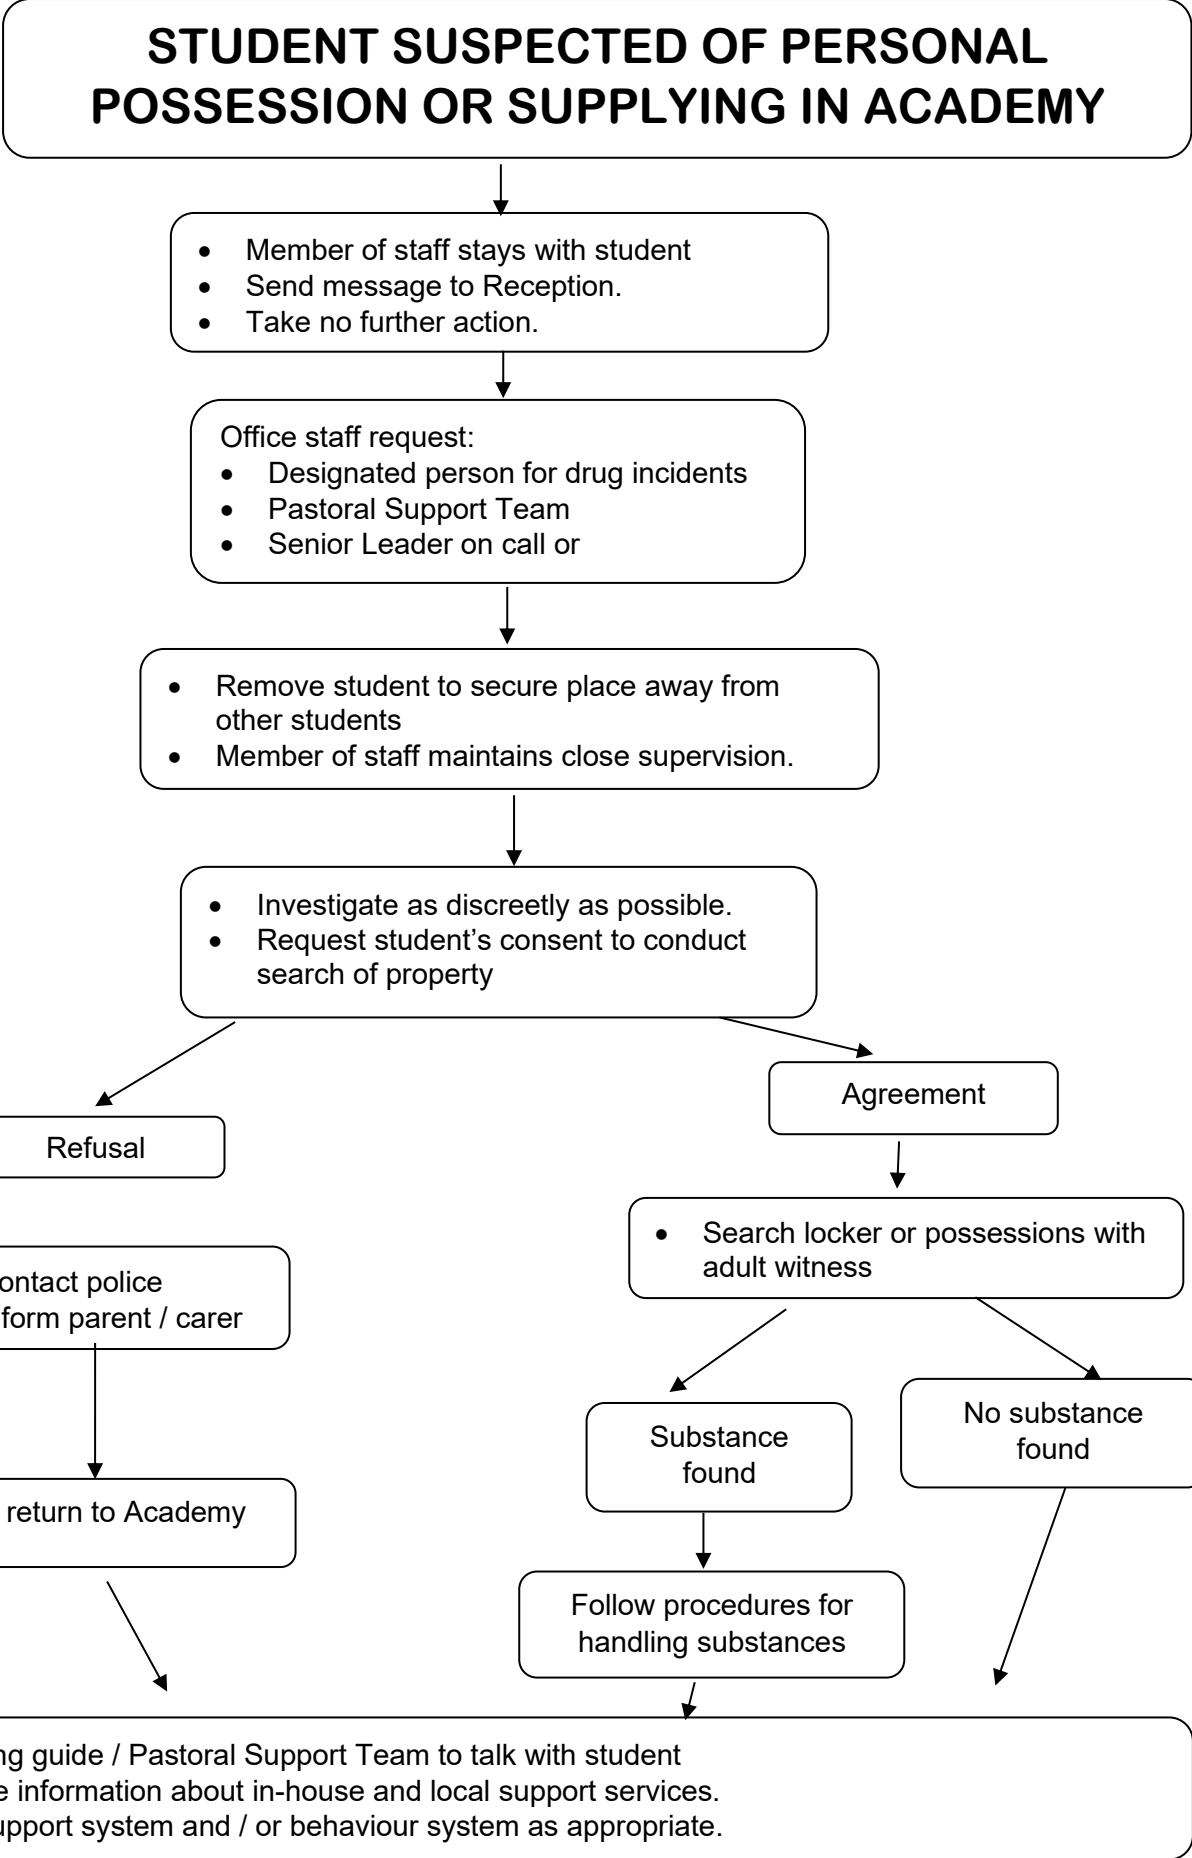 STUDENT SUSPECTED OF PERSONAL
POSSESSION OR SUPPLYING IN ACADEMY
• Member of staff stays with student
• Send message to Reception.
• Take no further action.
Office staff request:
• Designated person for drug incidents
• Pastoral Support Team
• Senior Leader on call or
• Remove student to secure place away from
other students
• Member of staff maintains close supervision.
• Investigate as discreetly as possible.
• Request student’s consent to conduct
search of property
Refusal
Agreement
• Search locker or possessions with
adult witness
ontact police
form parent / carer
Substance
found
No substance
found
return to Academy
Follow procedures for
handling substances
ng guide / Pastoral Support Team to talk with student
e information about in-house and local support services.
upport system and / or behaviour system as appropriate.